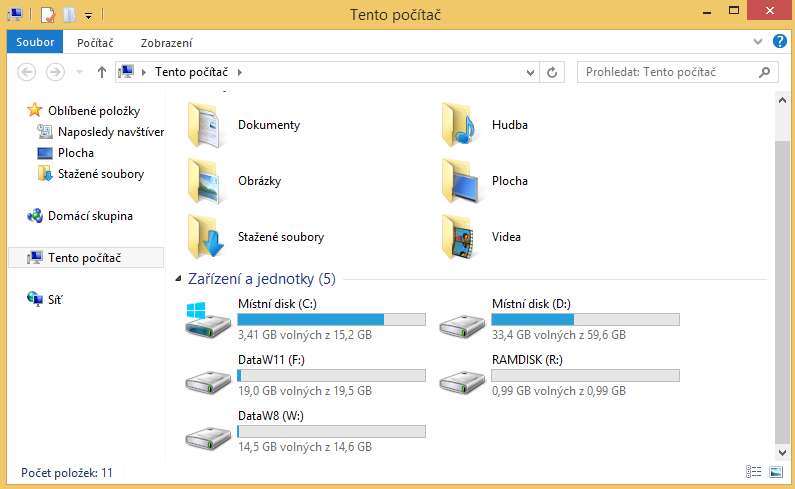 Tento počítač
Soubor Počítač Zobrazení
Tento počítač Prohledat: Tento počítač
Oblíbené položky
Naposledy navštíver
Plocha
Stažené soubory
Domácí skupina
Tento počítač
Síť
Dokumenty Hudba
Obrázky Plocha
Stažené soubory Videa
Zařízení a jednotky (5)
Místní disk (C:) Místní disk (D:)
3,41 GB volných z 15,2 GB 33,4 GB volných z 59,6 GB
DataW11 (F:) RAMDISK (R:)
19,0 GB volných z 19,5 GB 0,99 GB volných z 0,99 GB
DataW8 (W:)
14,5 GB volných z 14,6 GB
Počet položek: 11